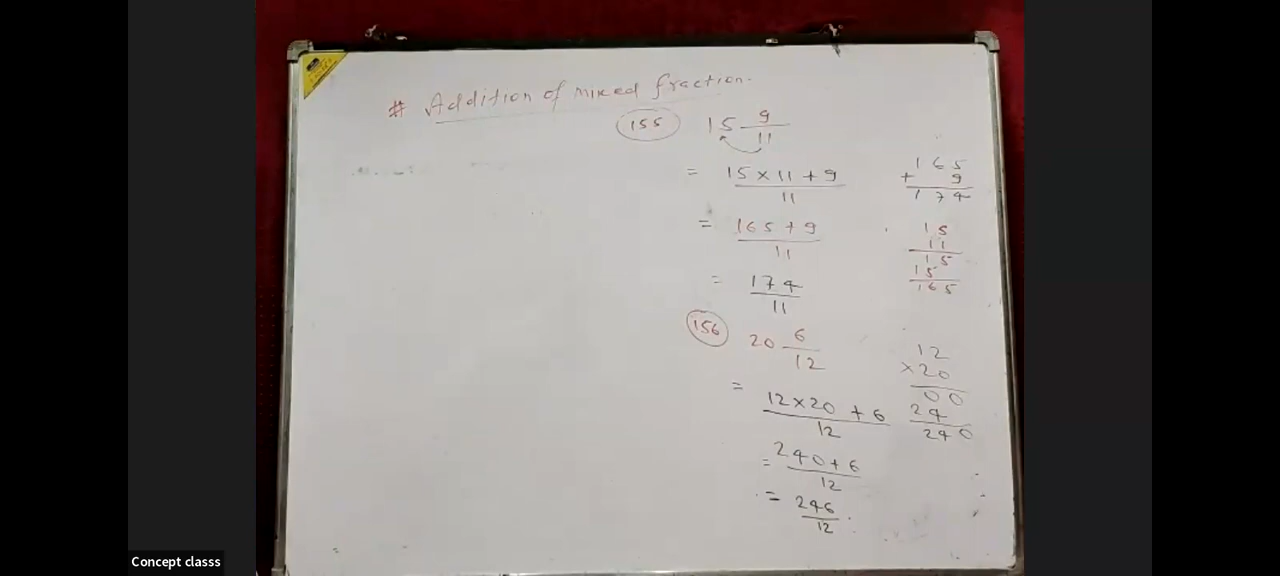 # Addition of mixed fraction.
155 15 9/11
= 15 × 11 + 9 / 11
= 165 + 9 / 11
= 174 / 11
165
+ 9
174
15
11
15
15
165
156 20 6/12
= 12 × 20 + 6 / 12
= 240 + 6 / 12
= 246 / 12
12
× 20
00
24
240
Concept classs